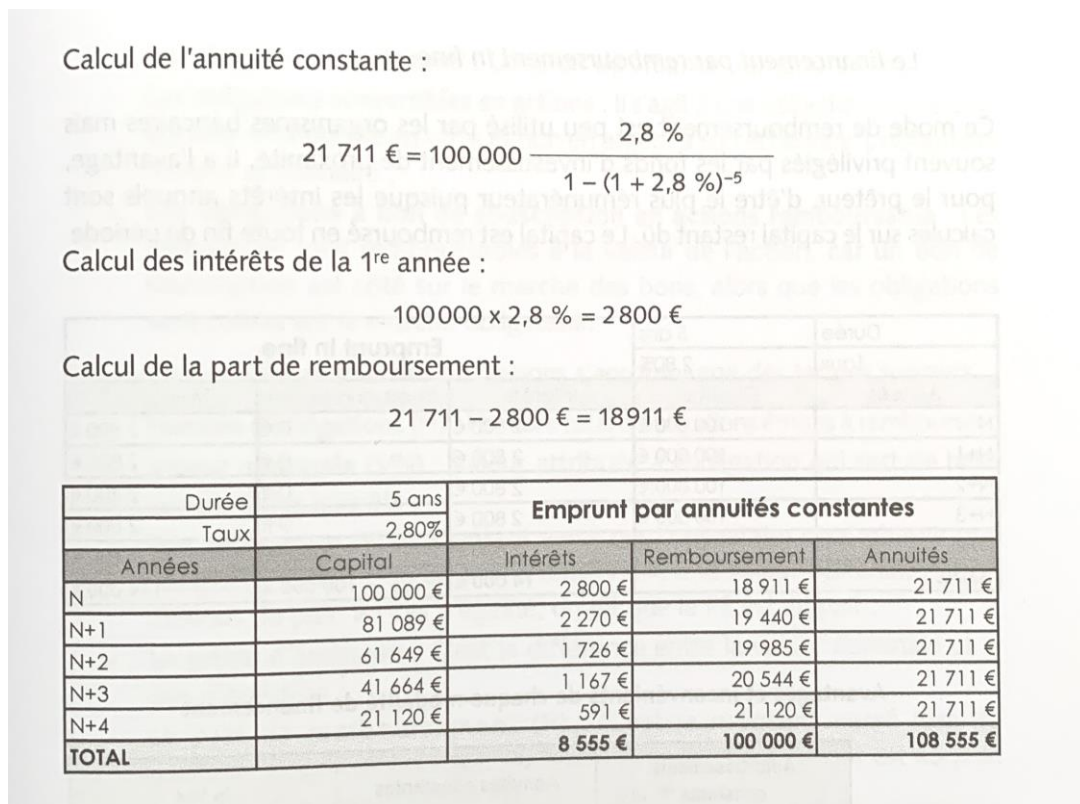 Calcul de l'annuité constante :
21 711 € = 100 000 2,8 %
1 – (1 + 2,8 %)–5
Calcul des intérêts de la 1re année :
100000 x 2,8 % = 2800 €
Calcul de la part de remboursement :
21 711 – 2800 € = 18911 €
Durée 5 ans Emprunt par annuités constantes
Taux 2,80%
Années Capital Intérêts Remboursement Annuités
N 100 000 € 2 800 € 18 911 € 21 711 €
N+1 81 089 € 2 270 € 19 440 € 21 711 €
N+2 61 649 € 1 726 € 19 985 € 21 711 €
N+3 41 664 € 1 167 € 20 544 € 21 711 €
N+4 21 120 € 591 € 21 120 € 21 711 €
TOTAL 8 555 € 100 000 € 108 555 €